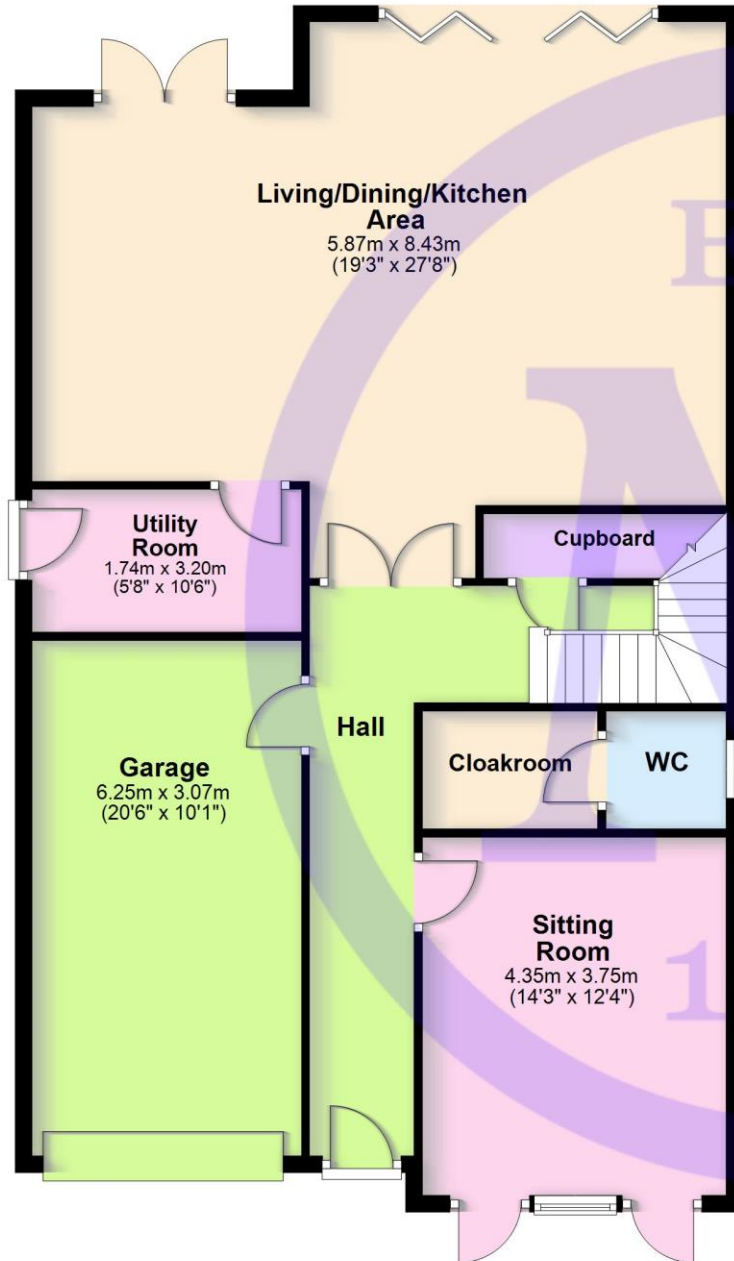 Living/Dining/Kitchen
Area
5.87m x 8.43m
(19'3" x 27'8")
Utility
Room
1.74m x 3.20m
(5'8" x 10'6")
Cupboard
Hall
Cloakroom
WC
Garage
6.25m x 3.07m
(20'6" x 10'1")
Sitting
Room
4.35m x 3.75m
(14'3" x 12'4")